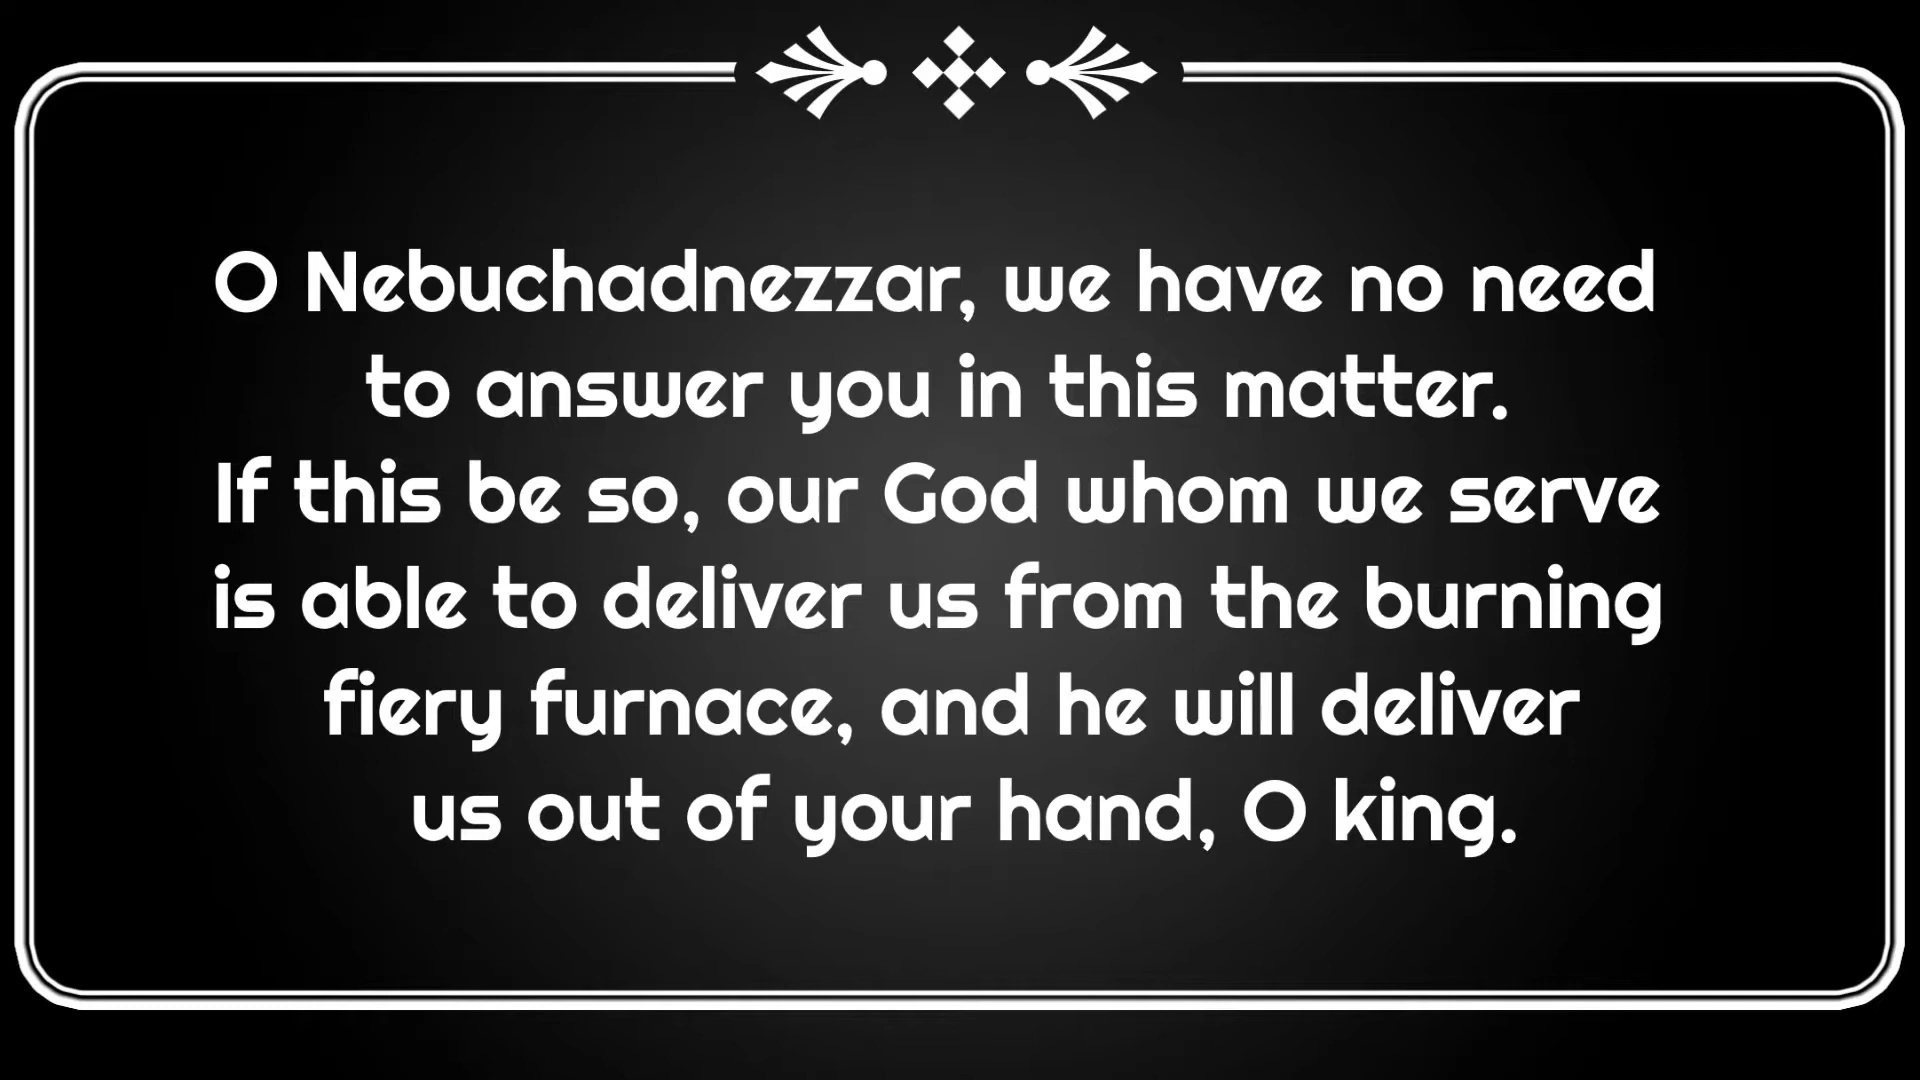 O Nebuchadnezzar, we have no need
to answer you in this matter.
If this be so, our God whom we serve
is able to deliver us from the burning
fiery furnace, and he will deliver
us out of your hand, O king.